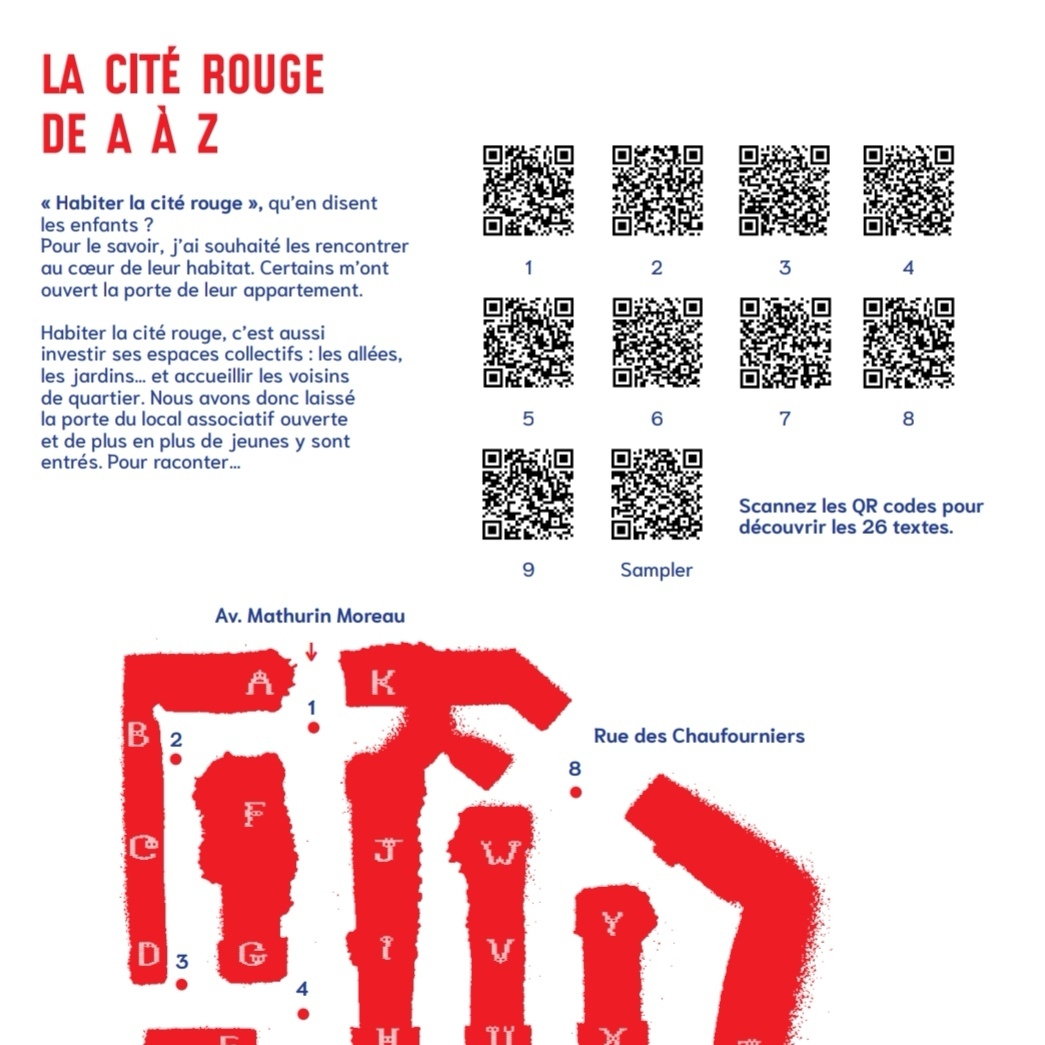 LA CITÉ ROUGE
DE A À Z
« Habiter la cité rouge », qu’en disent
les enfants ?
Pour le savoir, j’ai souhaité les rencontrer
au cœur de leur habitat. Certains m’ont
ouvert la porte de leur appartement.
Habiter la cité rouge, c’est aussi
investir ses espaces collectifs : les allées,
les jardins... et accueillir les voisins
de quartier. Nous avons donc laissé
la porte du local associatif ouverte
et de plus en plus de jeunes y sont
entrés. Pour raconter...
1 2 3 4
5 6 7 8
9 Sampler
Scannez les QR codes pour
découvrir les 26 textes.
Av. Mathurin Moreau
A K
1
B 2
Rue des Chaufourniers
8
F
C J W
Y
D 3 G I V
4
H U X